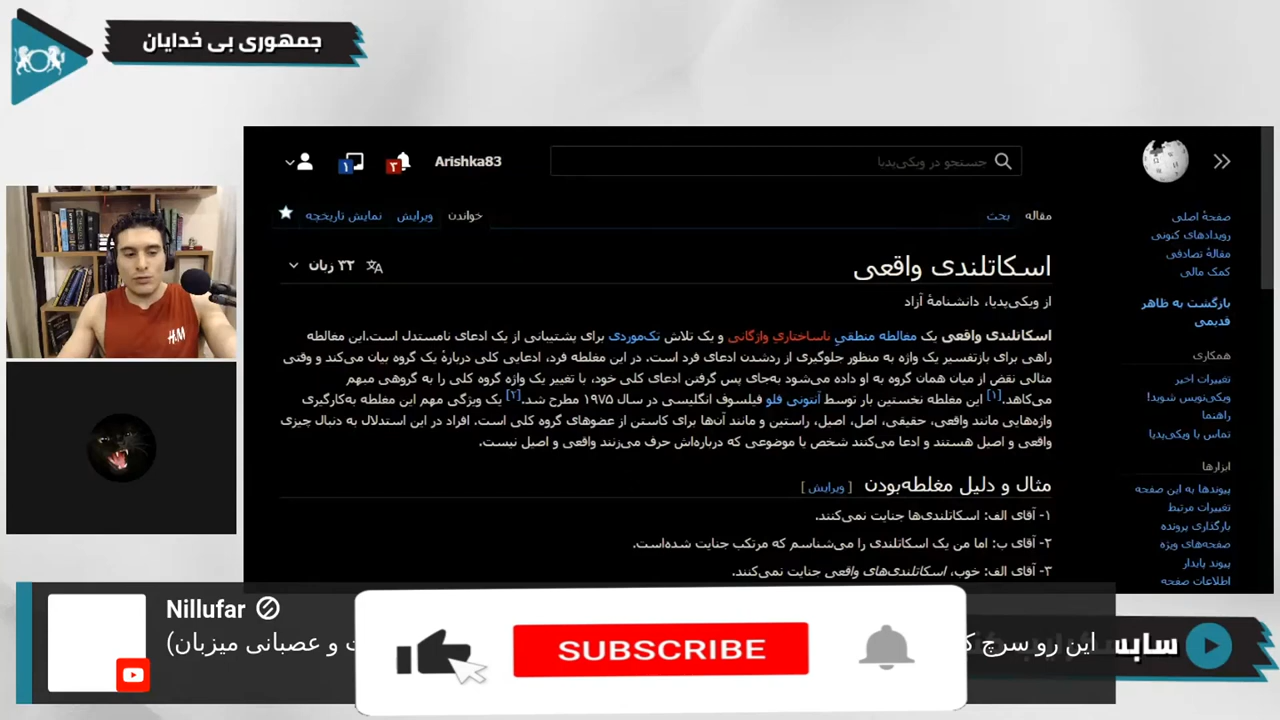 جمهوری بی خدایان
Arishka83
۱
۳
جستجو در ویکی‌پدیا
مقاله
بحث
خواندن
ویرایش
نمایش تاریخچه
اسکاتلندی واقعی
۳۲ زبان
از ویکی‌پدیا، دانشنامهٔ آزاد
اسکاتلندی واقعی یک مغالطه منطقیِ ناساختاریِ واژگانی و یک تلاش تک‌موردی برای پشتیبانی از یک ادعای نامستدل است.این مغالطه
راهی برای بازتفسیر یک واژه به منظور جلوگیری از ردشدن ادعای فرد است. در این مغلطه فرد، ادعایی کلی دربارهٔ یک گروه بیان می‌کند و وقتی
مثالی نقض از میان همان گروه به او داده می‌شود به‌جای پس گرفتن ادعای کلی خود، با تغییر یک واژه گروه کلی را به گروهی مبهم
می‌کاهد.[۱] این مغلطه نخستین بار توسط آنتونی فلو فیلسوف انگلیسی در سال ۱۹۷۵ مطرح شد.[۲] یک ویژگی مهم این مغلطه به‌کارگیری
واژه‌هایی مانند واقعی، حقیقی، اصل، اصیل، راستین و مانند آن‌ها برای کاستن از عضوهای گروه کلی است. افراد در این استدلال به دنبال چیزی
واقعی و اصیل هستند و ادعا می‌کنند شخص یا موضوعی که درباره‌اش حرف می‌زنند واقعی و اصیل نیست.
مثال و دلیل مغلطه‌بودن [ ویرایش ]
۱- آقای الف: اسکاتلندی‌ها جنایت نمی‌کنند.
۲- آقای ب: اما من یک اسکاتلندی را می‌شناسم که مرتکب جنایت شده‌است.
۳- آقای الف: خوب، اسکاتلندی‌های واقعی جنایت نمی‌کنند.
صفحهٔ اصلی
رویدادهای کنونی
مقالهٔ تصادفی
کمک مالی
بازگشت به ظاهر
قدیمی
همکاری
تغییرات اخیر
ویکی‌نویس شوید!
راهنما
تماس با ویکی‌پدیا
ابزارها
پیوندها به این صفحه
تغییرات مرتبط
بارگذاری پرونده
صفحه‌های ویژه
پیوند پایدار
اطلاعات صفحه
H&M
Nillufar
این رو سرچ
ت و عصبانی میزبان)
SUBSCRIBE